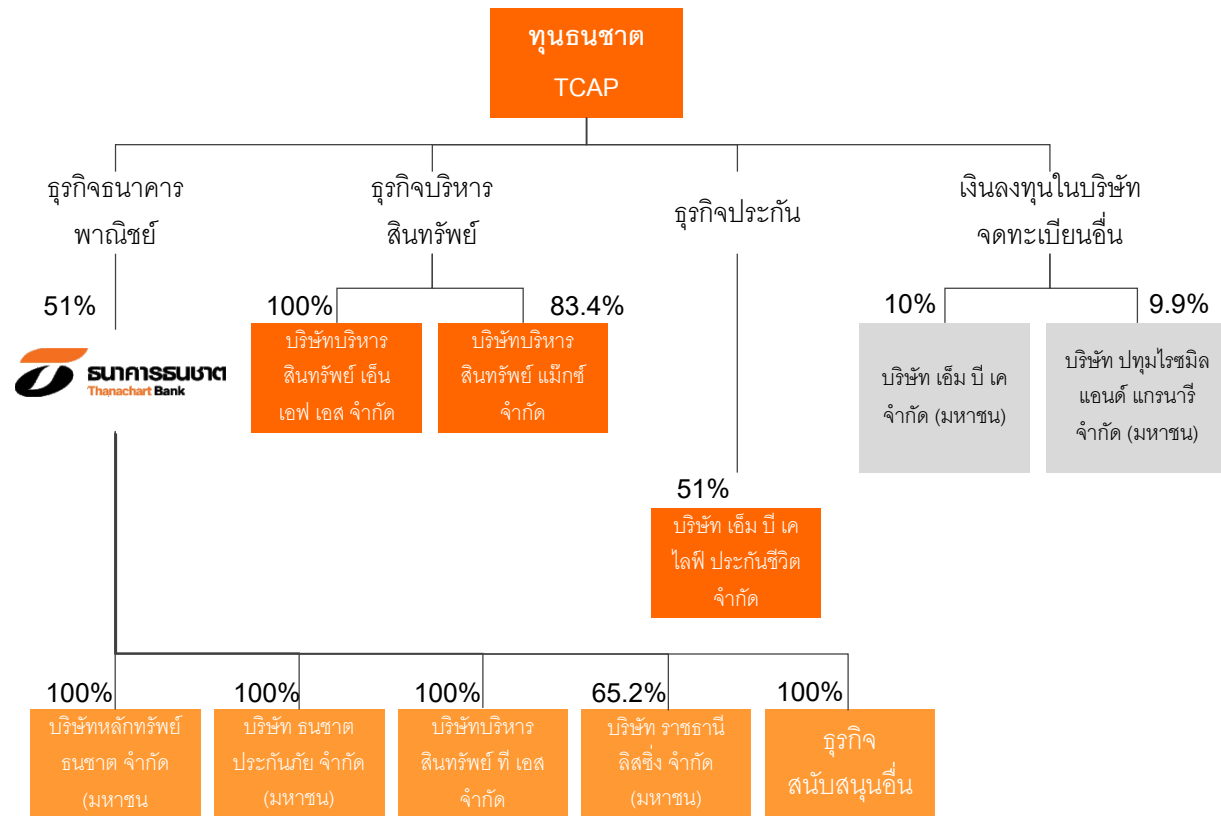 ทุนธนชาต
TCAP
ธุรกิจธนาคาร
พาณิชย์
ธุรกิจบริหาร
สินทรัพย์
ธุรกิจประกัน
เงินลงทุนในบริษัท
จดทะเบียนอื่น
51%
ธนาคารธนชาต
Thanachart Bank
100%
บริษัทบริหาร
สินทรัพย์ เอ็น
เอฟ เอส จำกัด
83.4%
บริษัทบริหาร
สินทรัพย์ แม๊กซ์
จำกัด
10%
บริษัท เอ็ม บี เค
จำกัด (มหาชน)
9.9%
บริษัท ปทุมไรซมิล
แอนด์ แกรนารี
จำกัด (มหาชน)
51%
บริษัท เอ็ม บี เค
ไลฟ์ ประกันชีวิต
จำกัด
100%
บริษัทหลักทรัพย์
ธนชาต จำกัด
(มหาชน
100%
บริษัท ธนชาต
ประกันภัย จำกัด
(มหาชน)
100%
บริษัทบริหาร
สินทรัพย์ ที เอส
จำกัด
65.2%
บริษัท ราชธานี
ลิสซิ่ง จำกัด
(มหาชน)
100%
ธุรกิจ
สนับสนุนอื่น